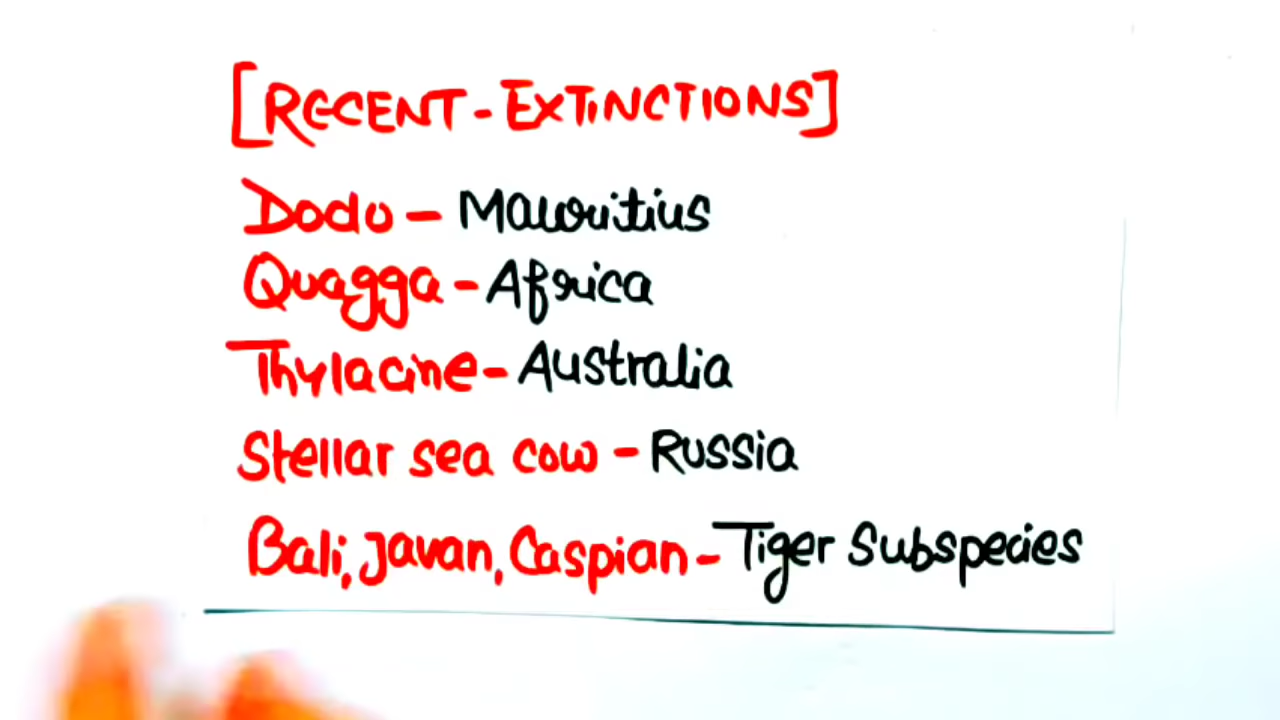 [RECENT-EXTINCTIONS]
Dodo - Mauritius
Quagga - Africa
Thylacine - Australia
Stellar sea cow - Russia
Bali, Javan, Caspian - Tiger Subspecies